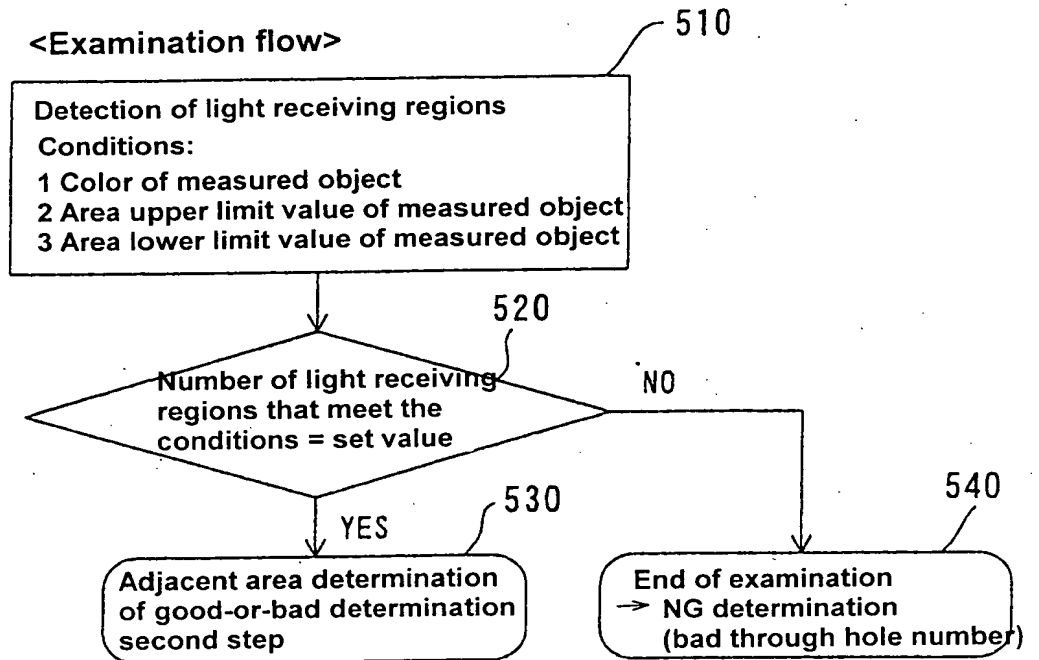 <Examination flow>
510
Detection of light receiving regions
Conditions:
1 Color of measured object
2 Area upper limit value of measured object
3 Area lower limit value of measured object
520
Number of light receiving
regions that meet the
conditions = set value
NO
YES
530
Adjacent area determination
of good-or-bad determination
second step
540
End of examination
→ NG determination
(bad through hole number)